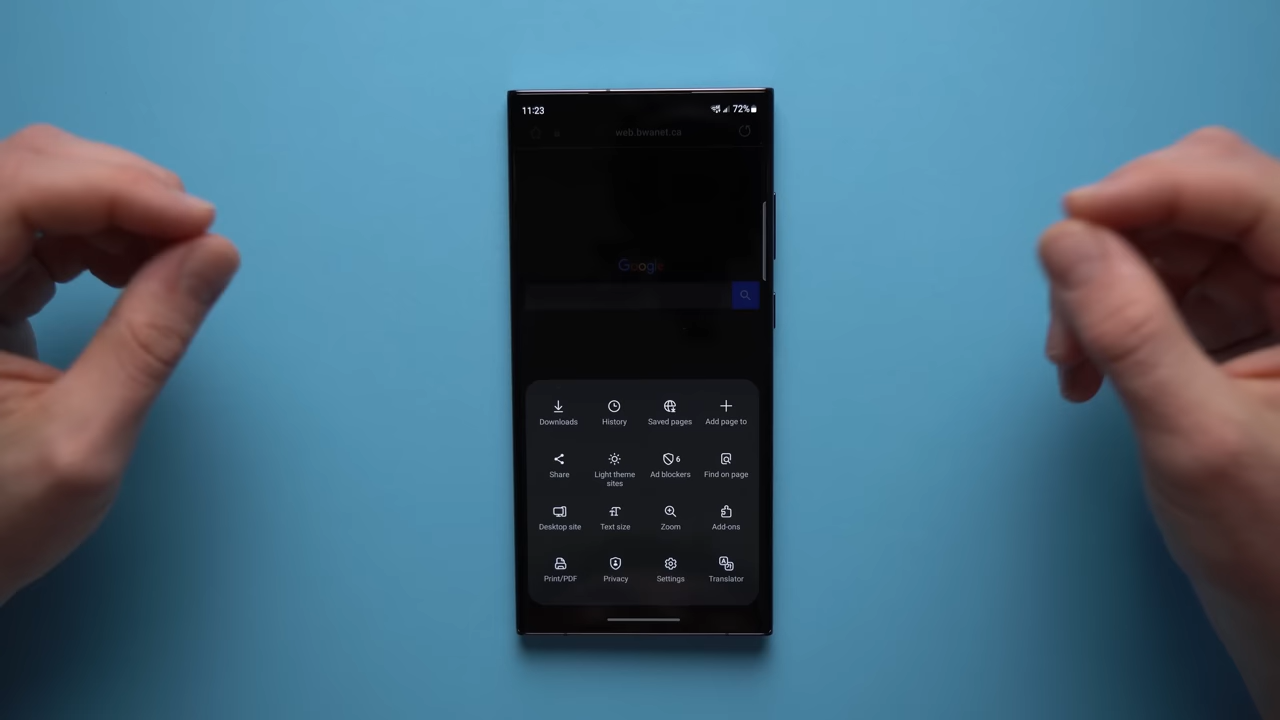 11:23
72%
web.bwanet.ca
Google
Downloads
History
Saved pages
Add page to
Share
Light theme
sites
6
Ad blockers
Find on page
Desktop site
Text size
Zoom
Add-ons
Print/PDF
Privacy
Settings
Translator